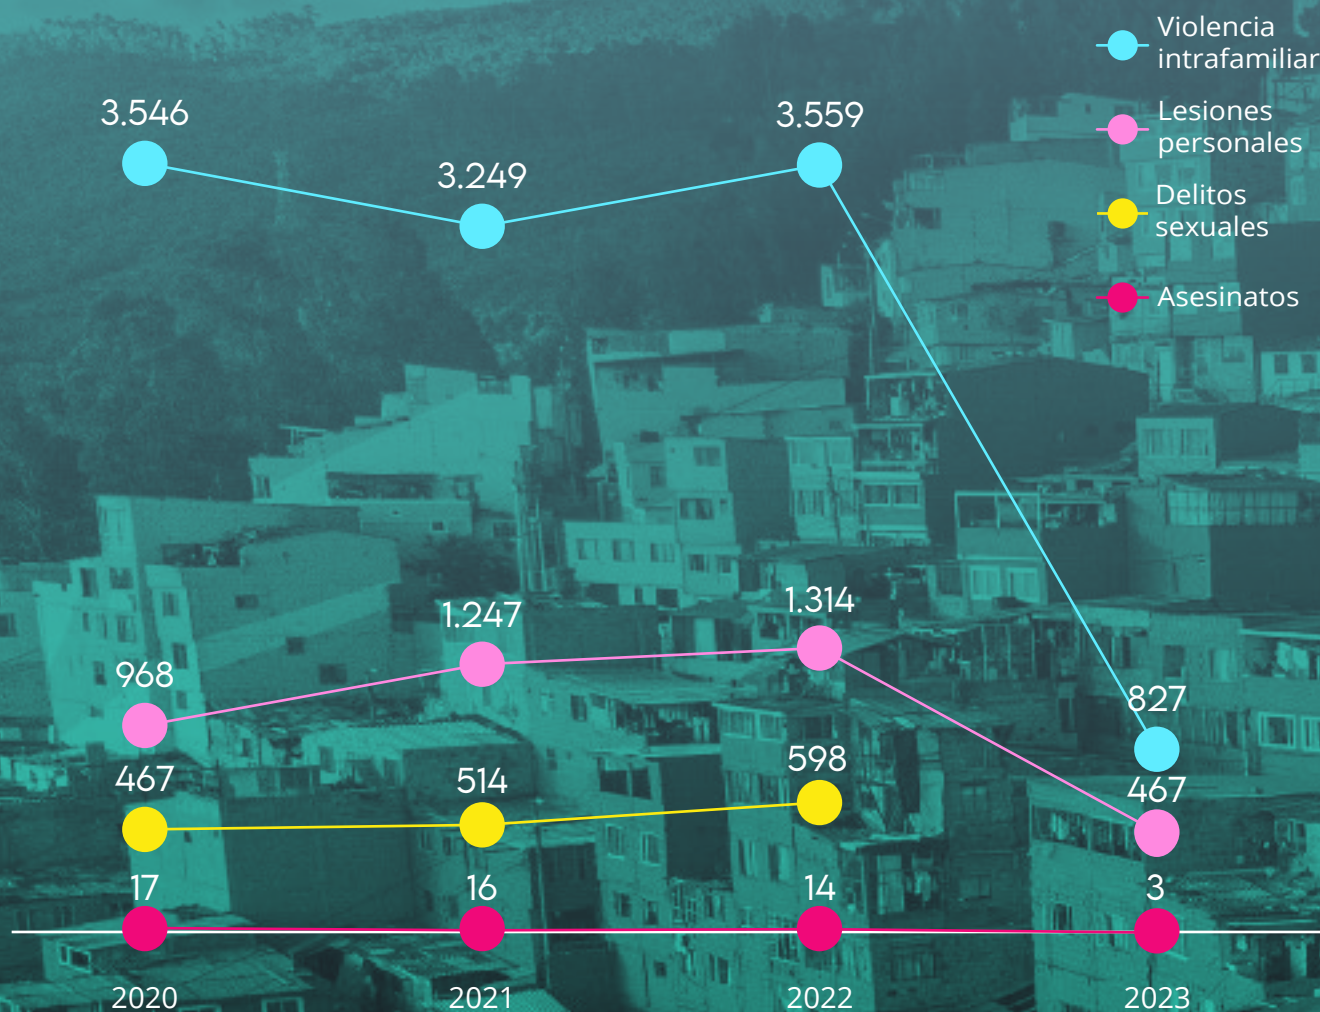 Violencia
intrafamiliar
Lesiones
personales
Delitos
sexuales
Asesinatos
3.546
3.249
3.559
827
968
1.247
1.314
467
467
514
598
17
16
14
3
2020
2021
2022
2023